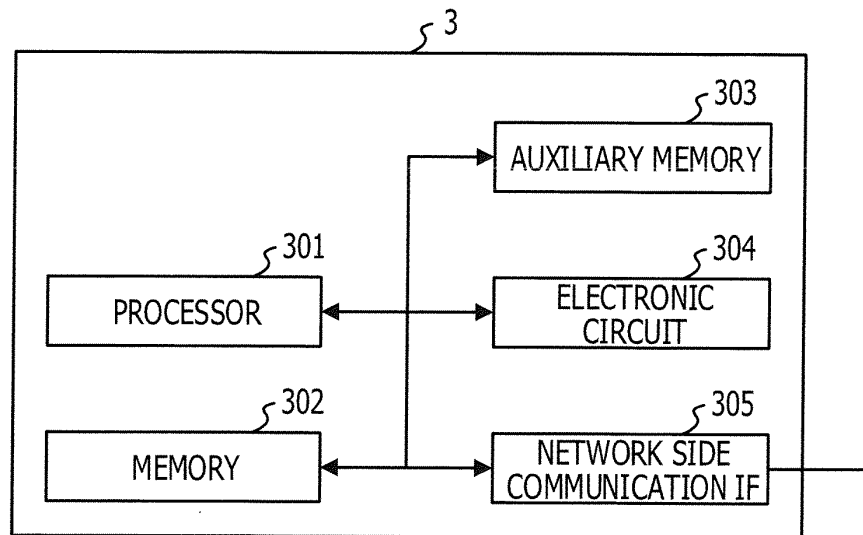 3
303
AUXILIARY MEMORY
301
PROCESSOR
304
ELECTRONIC
CIRCUIT
302
MEMORY
305
NETWORK SIDE
COMMUNICATION IF